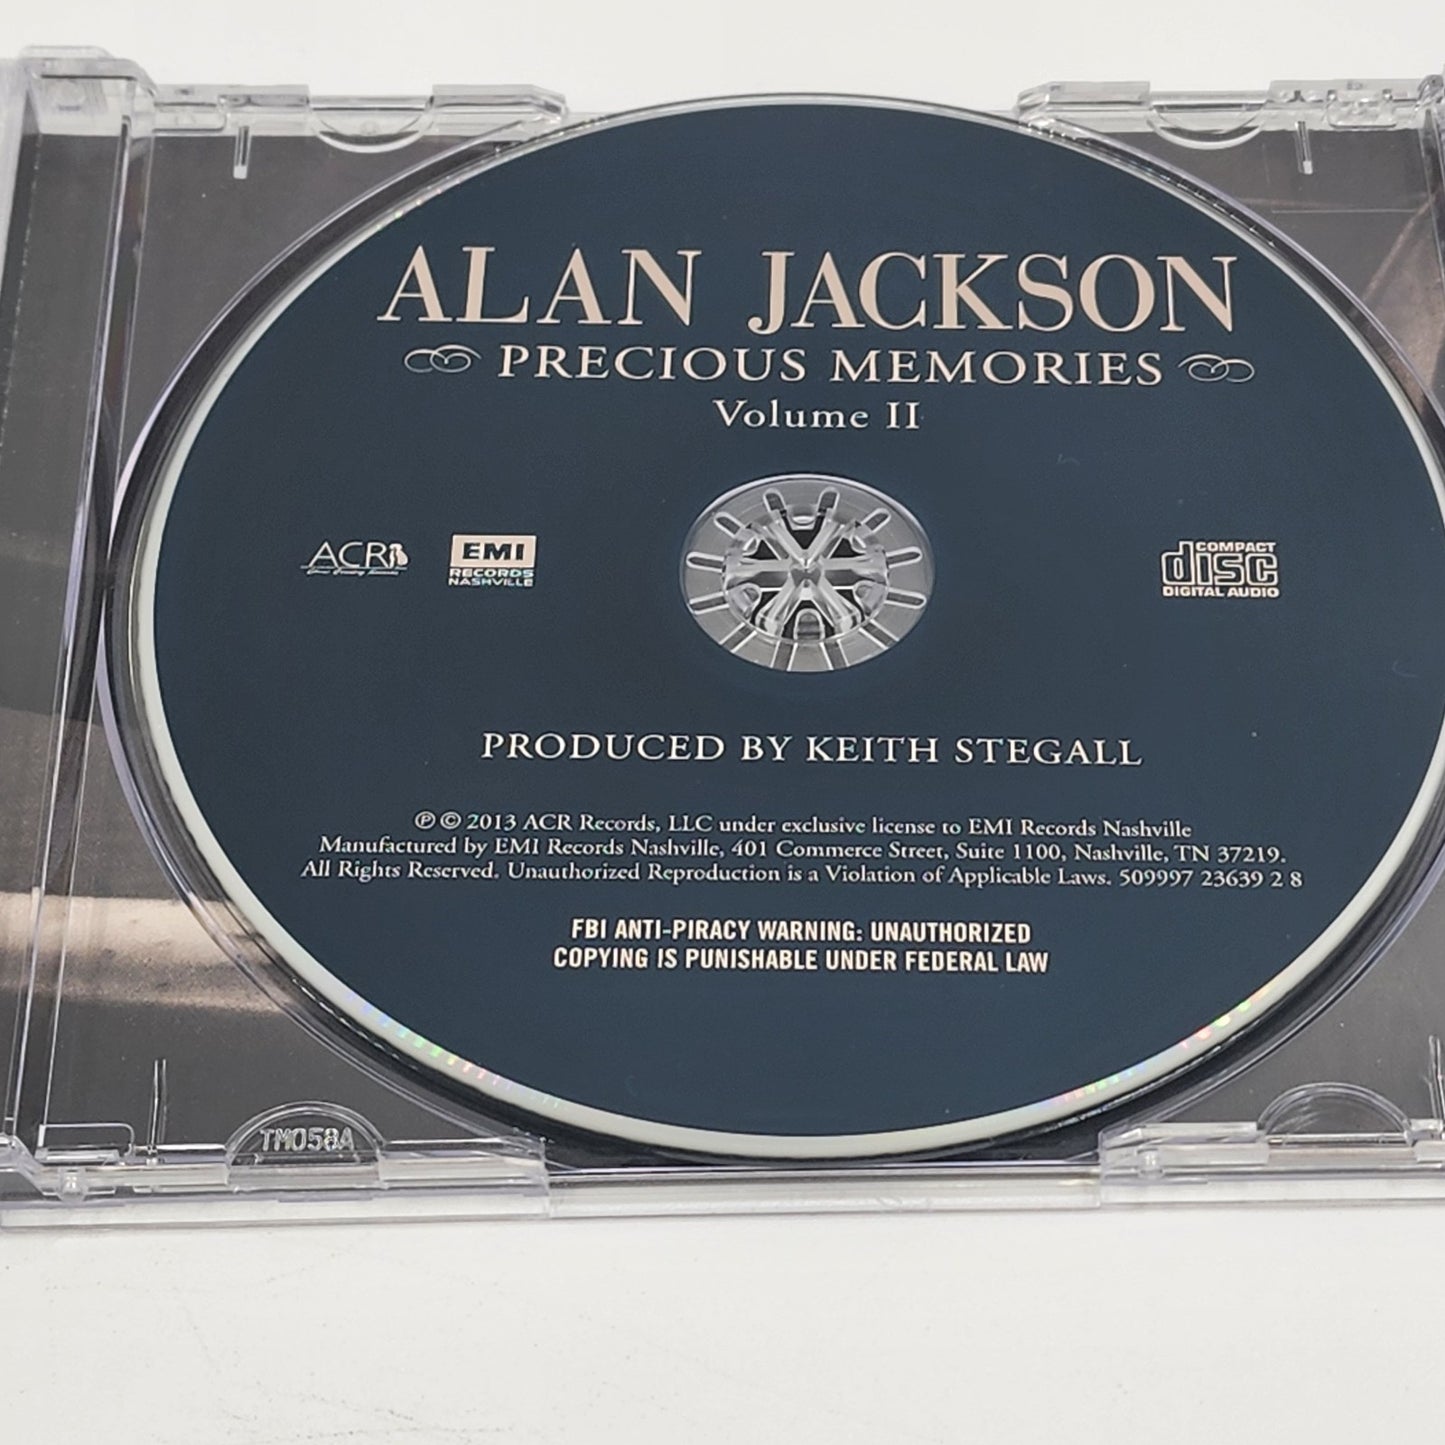 ALAN JACKSON
PRECIOUS MEMORIES
Volume II
ACR
EMI
RECORDS
NASHVILLE
COMPACT
disc
DIGITAL AUDIO
PRODUCED BY KEITH STEGALL
℗ © 2013 ACR Records, LLC under exclusive license to EMI Records Nashville
Manufactured by EMI Records Nashville, 401 Commerce Street, Suite 1100, Nashville, TN 37219.
All Rights Reserved. Unauthorized Reproduction is a Violation of Applicable Laws. 509997 23639 2 8
FBI ANTI-PIRACY WARNING: UNAUTHORIZED
COPYING IS PUNISHABLE UNDER FEDERAL LAW
TM058A